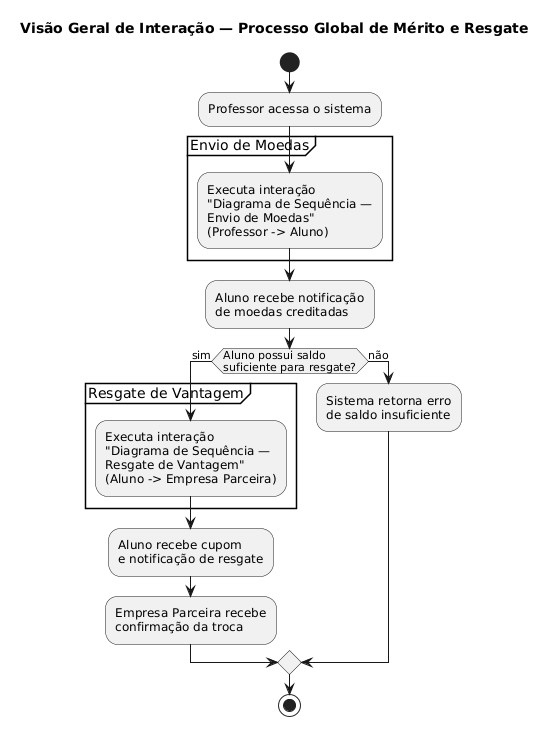 Visão Geral de Interação — Processo Global de Mérito e Resgate
Professor acessa o sistema
Envio de Moedas
Executa interação
"Diagrama de Sequência —
Envio de Moedas"
(Professor -> Aluno)
Aluno recebe notificação
de moedas creditadas
sim
Aluno possui saldo
suficiente para resgate?
não
Resgate de Vantagem
Executa interação
"Diagrama de Sequência —
Resgate de Vantagem"
(Aluno -> Empresa Parceira)
Sistema retorna erro
de saldo insuficiente
Aluno recebe cupom
e notificação de resgate
Empresa Parceira recebe
confirmação da troca